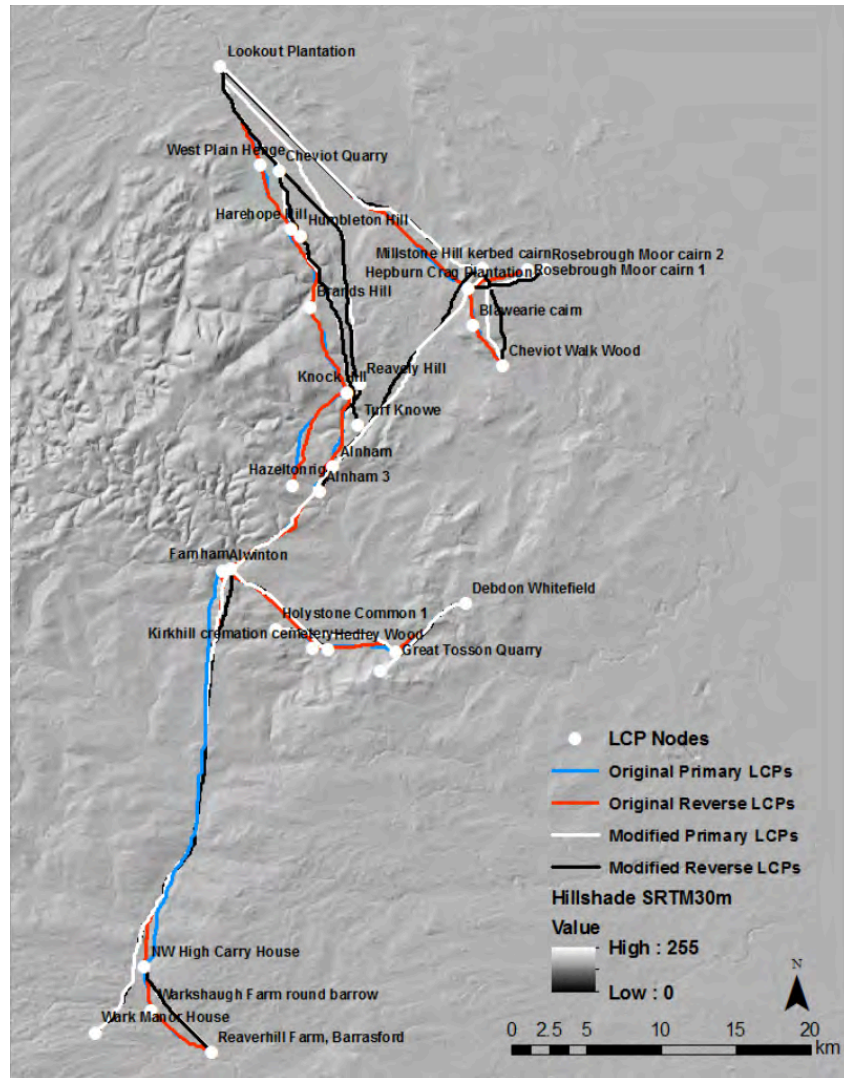 Lookout Plantation
West Plain Henge
Cheviot Quarry
Harehope Hill
Humbleton Hill
Millstone Hill kerbed cairn
Rosebrough Moor cairn 2
Hepburn Crag Plantation
Rosebrough Moor cairn 1
Brands Hill
Blawearie cairn
Cheviot Walk Wood
Reavely Hill
Knock Hill
Turf Knowe
Alnham
Hazeltonrig
Alnham 3
Farnham
Alwinton
Debdon Whitefield
Holystone Common 1
Kirkhill cremation cemetery
Hedley Wood
Great Tosson Quarry
LCP Nodes
Original Primary LCPs
Original Reverse LCPs
Modified Primary LCPs
Modified Reverse LCPs
Hillshade SRTM30m
Value
High : 255
Low : 0
NW High Carry House
Warkshaugh Farm round barrow
Wark Manor House
Reaverhill Farm, Barrasford
N
0 2.5 5 10 15 20
km